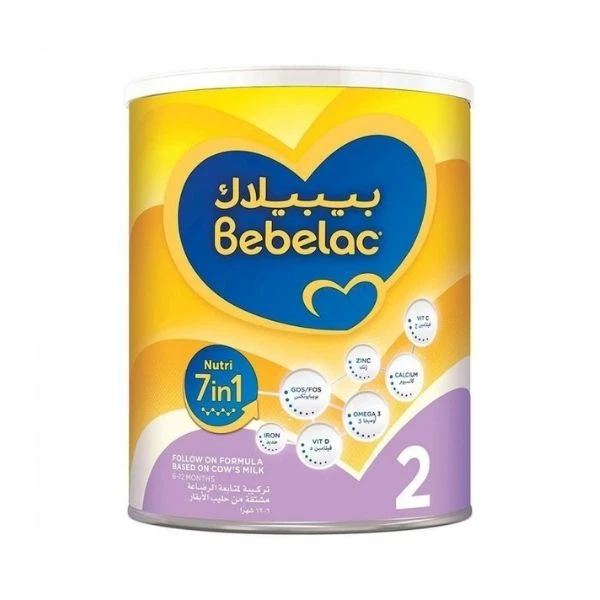 بيبيلاك
Bebelac
Nutri
7in1
GOS/FOS
بريبايوتكس
ZINC
زنك
VIT C
فيتامين ج
CALCIUM
كالسيوم
OMEGA 3
أوميجا 3
IRON
حديد
VIT D
فيتامين د
FOLLOW ON FORMULA
BASED ON COW'S MILK
6-12 MONTHS
تركيبة لمتابعة الرضاعة
مشتقة من حليب الأبقار
٦-١٢ شهرًا
2